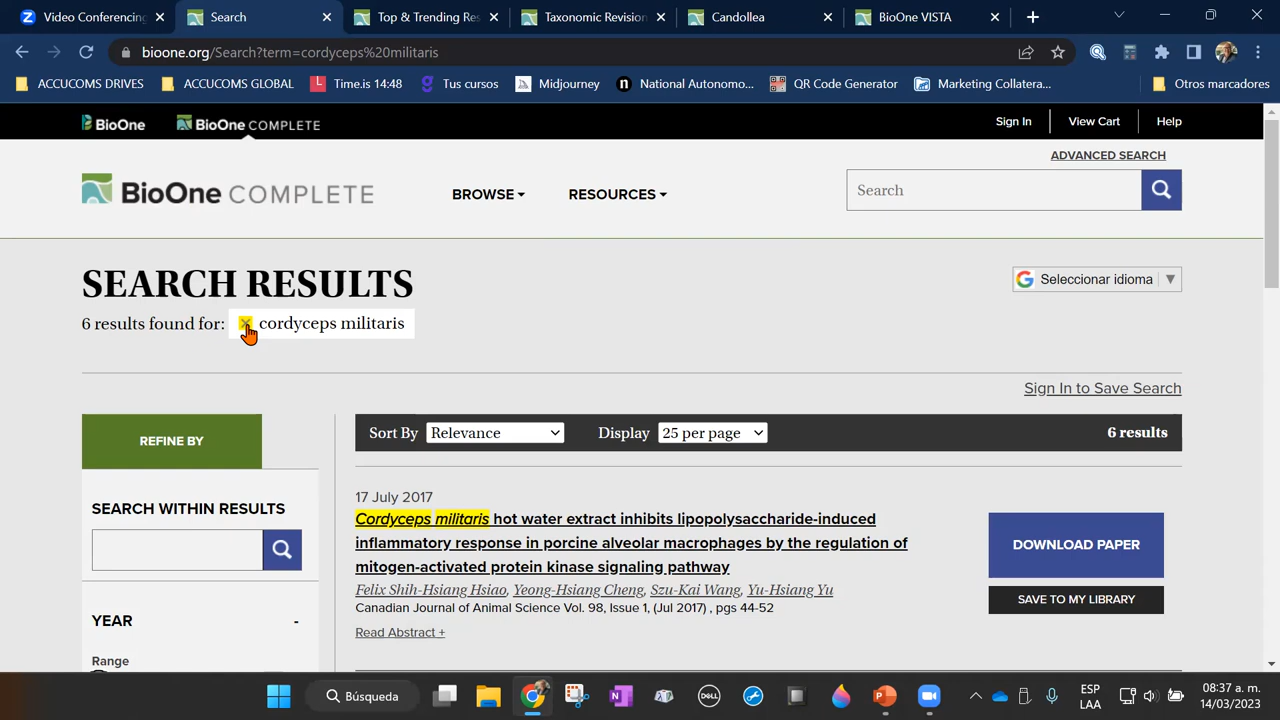 Video Conferencing
Search
Top & Trending Res
Taxonomic Revision
Candollea
BioOne VISTA
bioone.org/Search?term=cordyceps%20militaris
ACCUCOMS DRIVES
ACCUCOMS GLOBAL
Time.is 14:48
Tus cursos
Midjourney
National Autonomo...
QR Code Generator
Marketing Collatera...
Otros marcadores
BioOne
BioOne COMPLETE
Sign In
View Cart
Help
ADVANCED SEARCH
BioOne COMPLETE
BROWSE
RESOURCES
Search
SEARCH RESULTS
Seleccionar idioma
6 results found for: cordyceps militaris
Sign In to Save Search
REFINE BY
Sort By Relevance
Display 25 per page
6 results
SEARCH WITHIN RESULTS
YEAR -
Range
17 July 2017
Cordyceps militaris hot water extract inhibits lipopolysaccharide-induced
inflammatory response in porcine alveolar macrophages by the regulation of
mitogen-activated protein kinase signaling pathway
Felix Shih-Hsiang Hsiao, Yeong-Hsiang Cheng, Szu-Kai Wang, Yu-Hsiang Yu
Canadian Journal of Animal Science Vol. 98, Issue 1, (Jul 2017) , pgs 44-52
Read Abstract +
DOWNLOAD PAPER
SAVE TO MY LIBRARY
Búsqueda
DELL
ESP
LAA
08:37 a. m.
14/03/2023